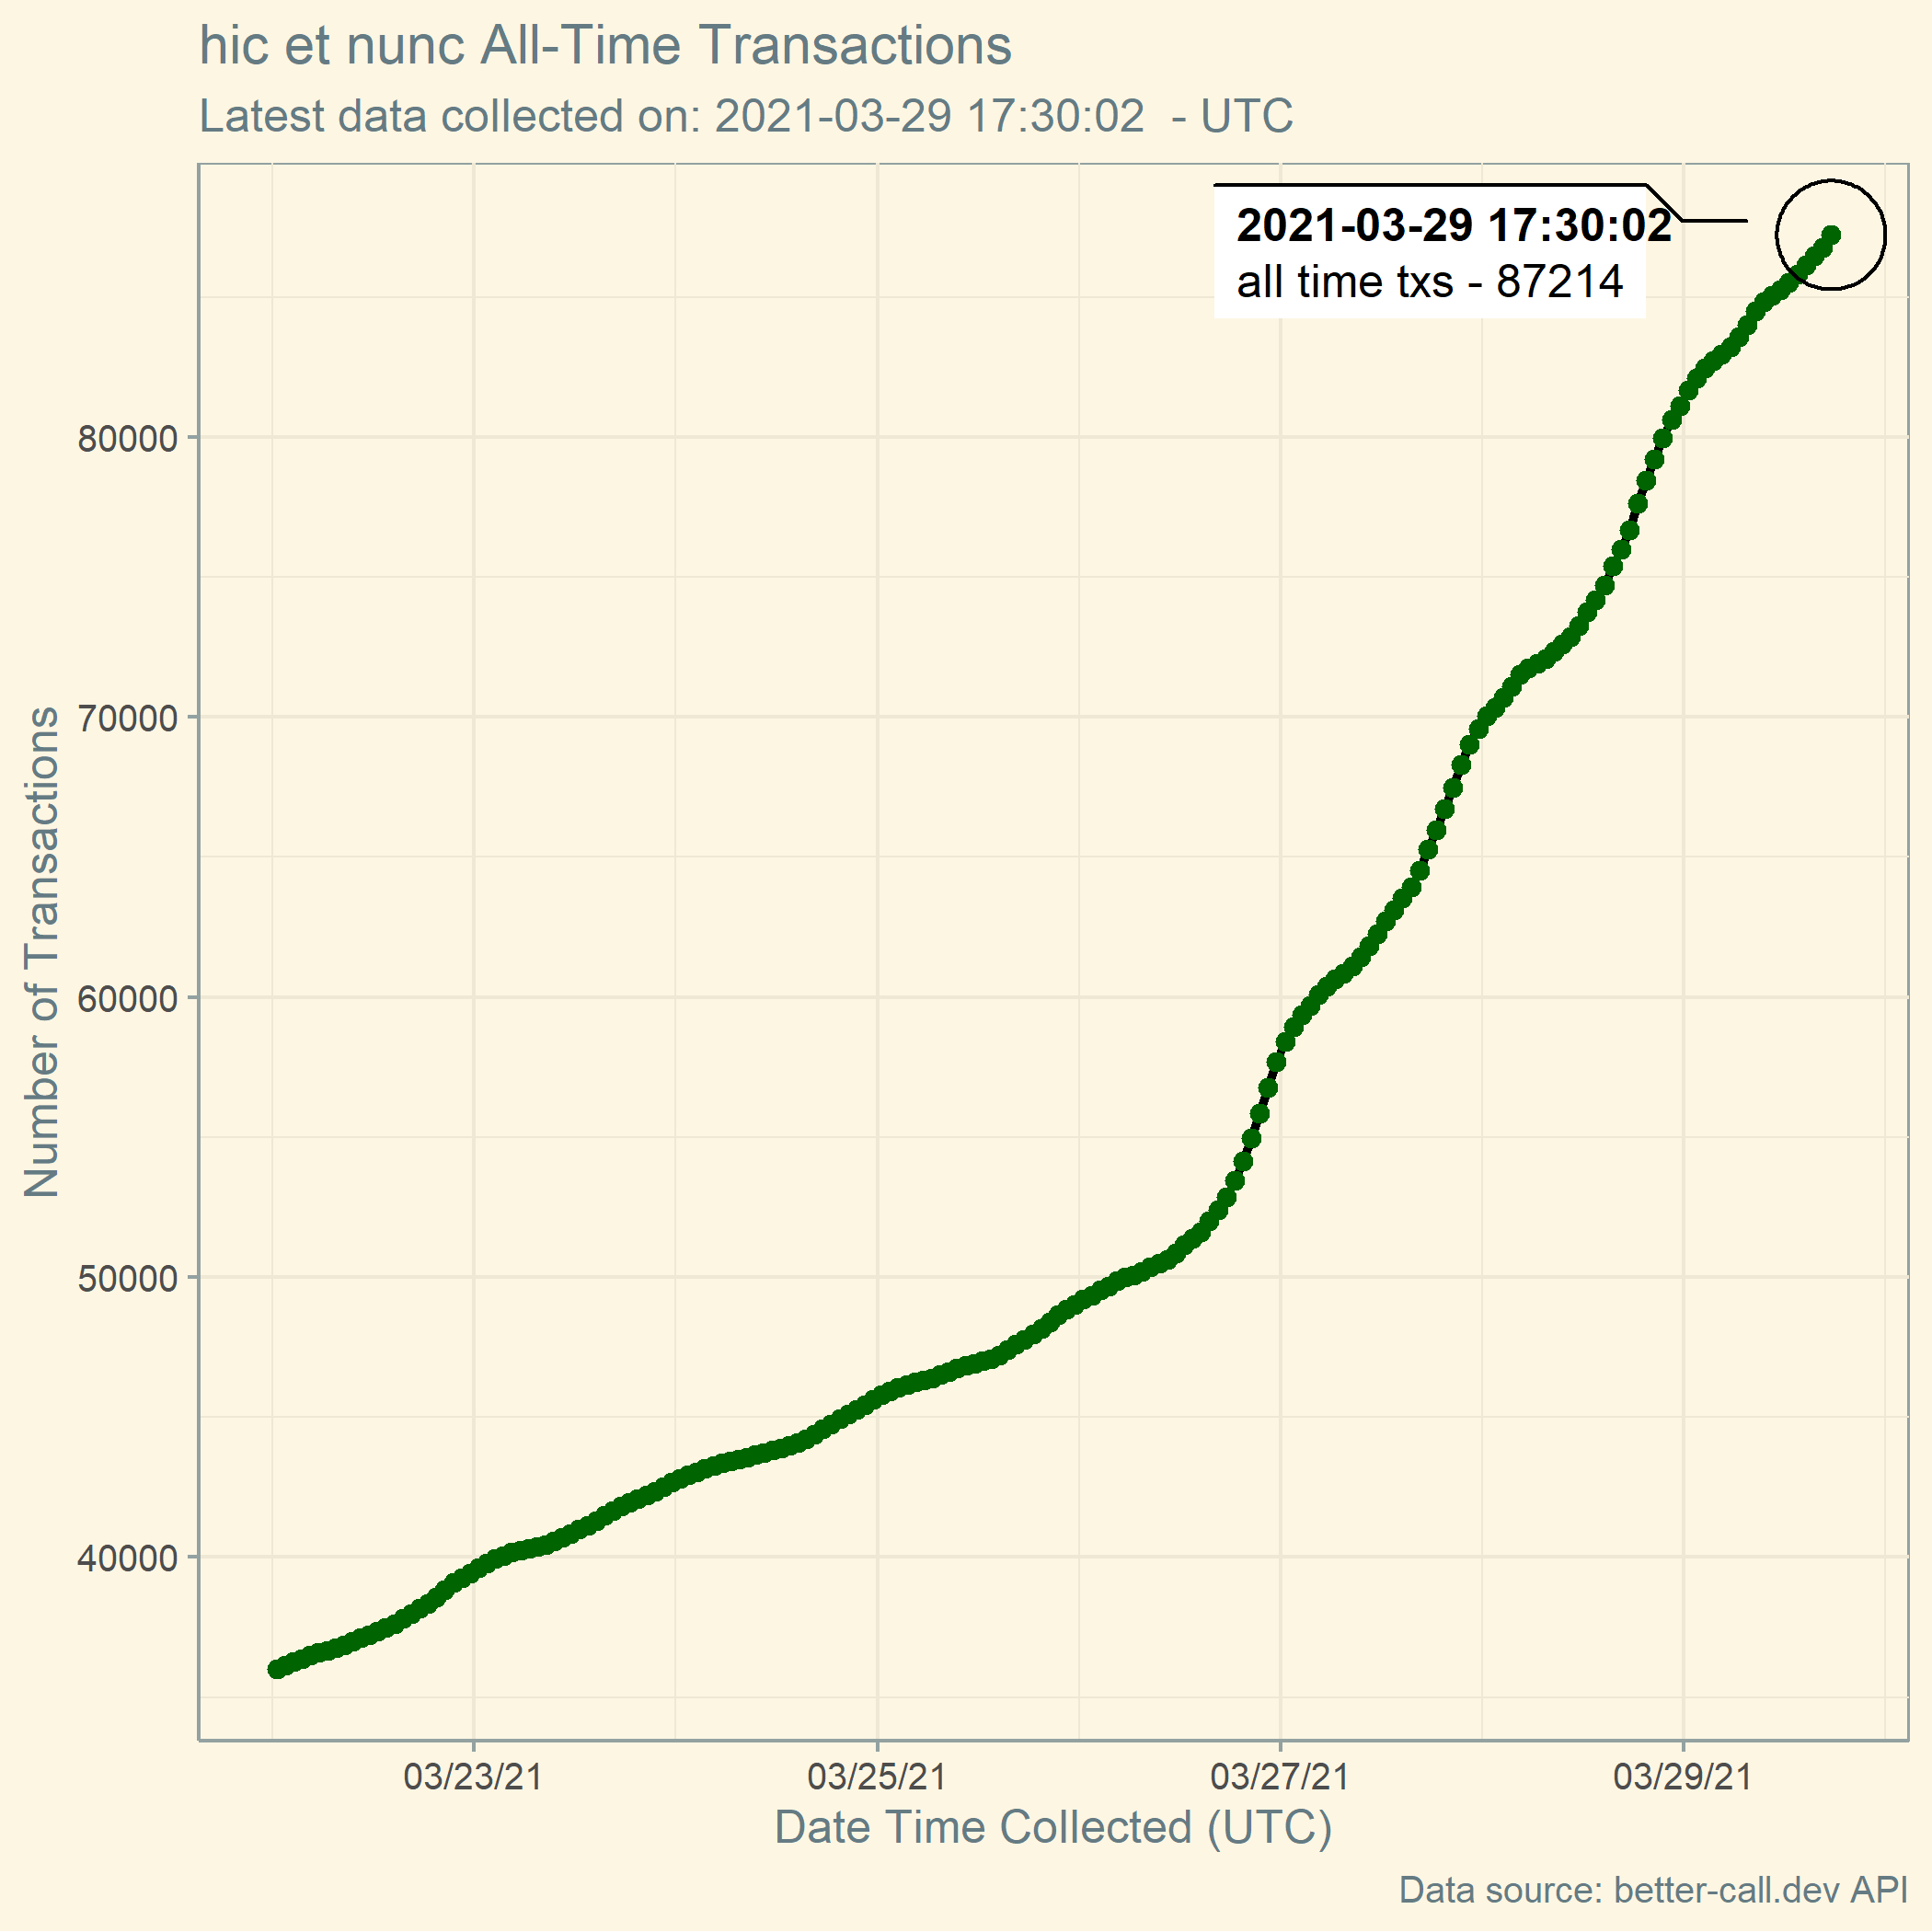 hic et nunc All-Time Transactions
Latest data collected on: 2021-03-29 17:30:02  - UTC
2021-03-29 17:30:02
all time txs - 87214
Number of Transactions
80000
70000
60000
50000
40000
03/23/21
03/25/21
03/27/21
03/29/21
Date Time Collected (UTC)
Data source: better-call.dev API